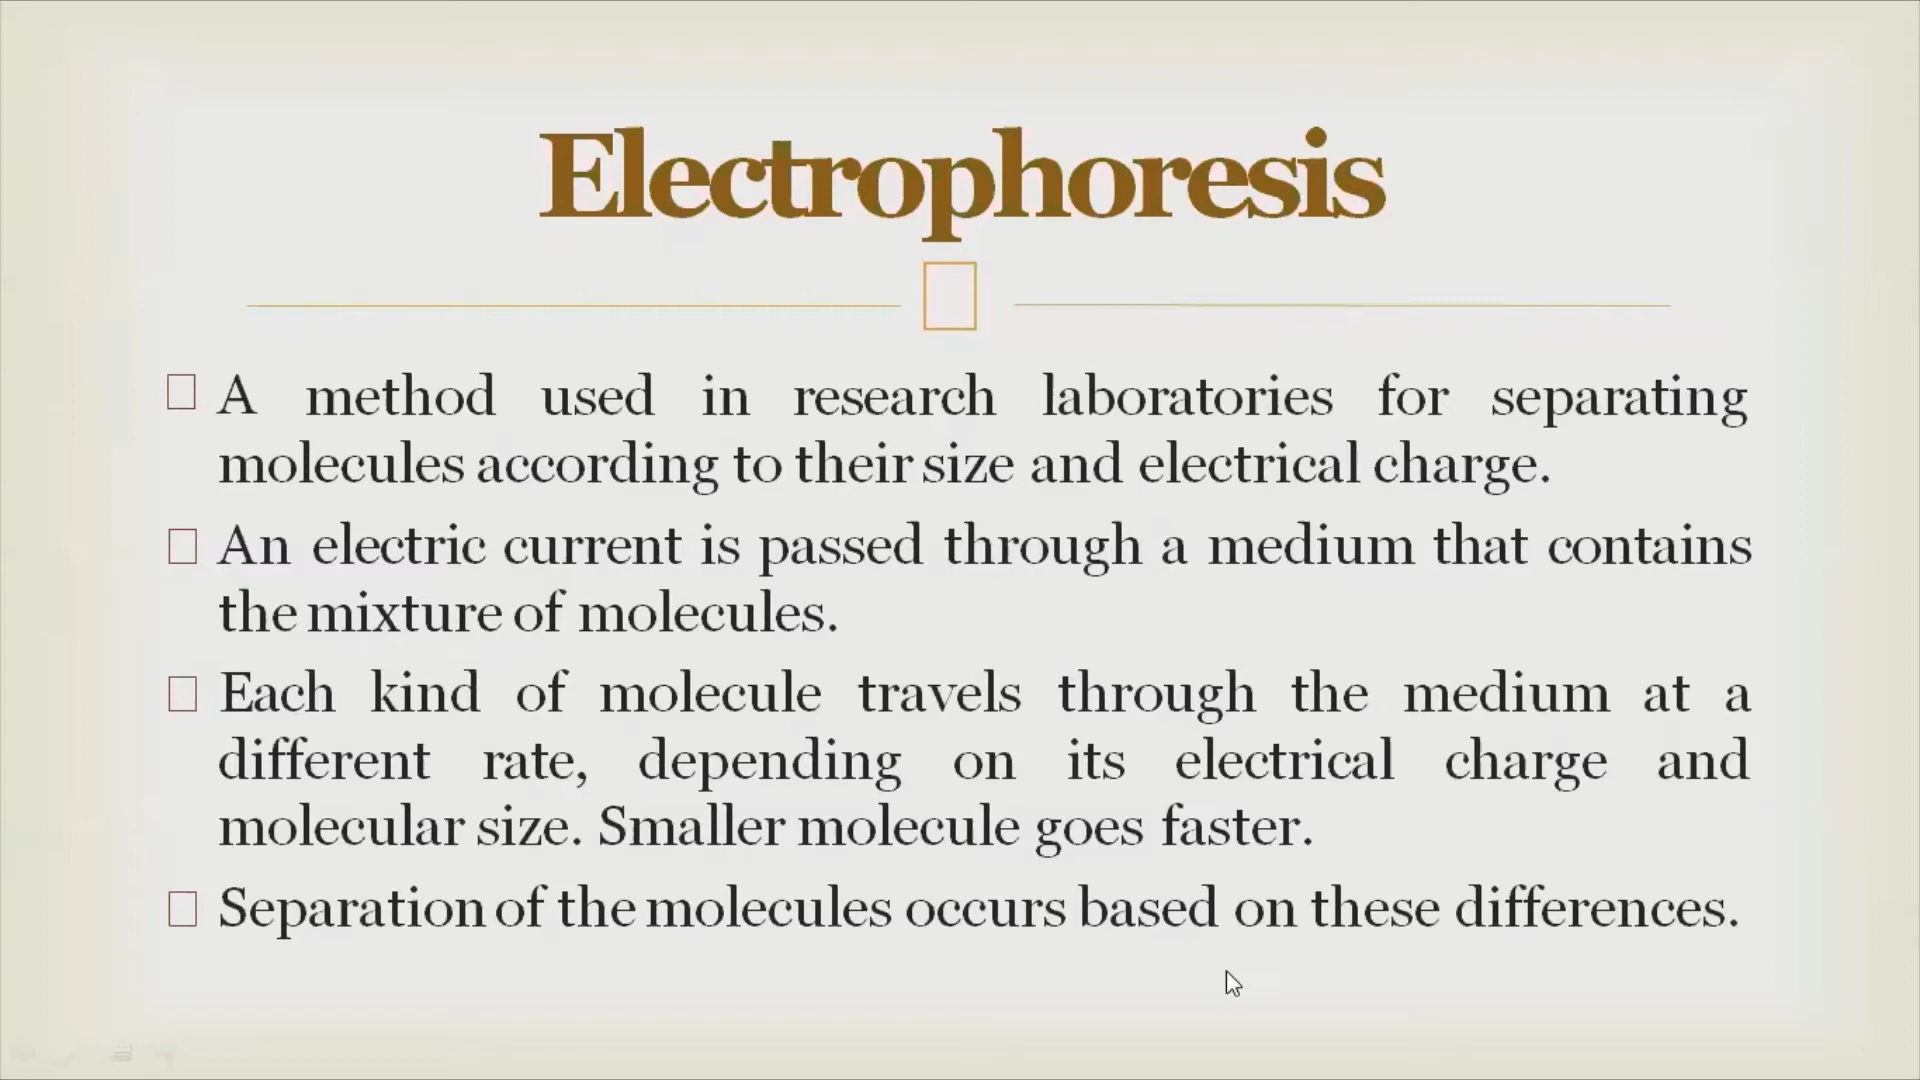 Electrophoresis
A method used in research laboratories for separating
molecules according to their size and electrical charge.
An electric current is passed through a medium that contains
the mixture of molecules.
Each kind of molecule travels through the medium at a
different rate, depending on its electrical charge and
molecular size. Smaller molecule goes faster.
Separation of the molecules occurs based on these differences.